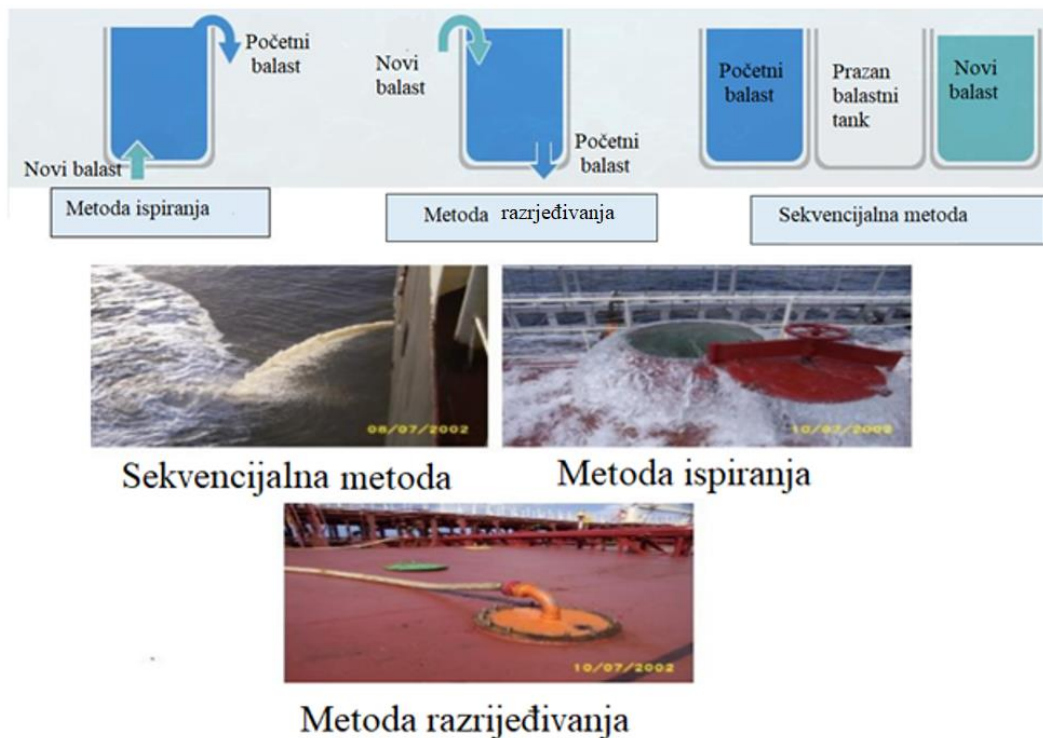 Početni
balast
Novi balast
Metoda ispiranja
Novi
balast
Početni
balast
Metoda razrjeđivanja
Početni
balast
Prazan
balastni
tank
Novi
balast
Sekvencijalna metoda
08/07/2002
Sekvencijalna metoda
10/07/2002
Metoda ispiranja
10/07/2002
Metoda razrijeđivanja